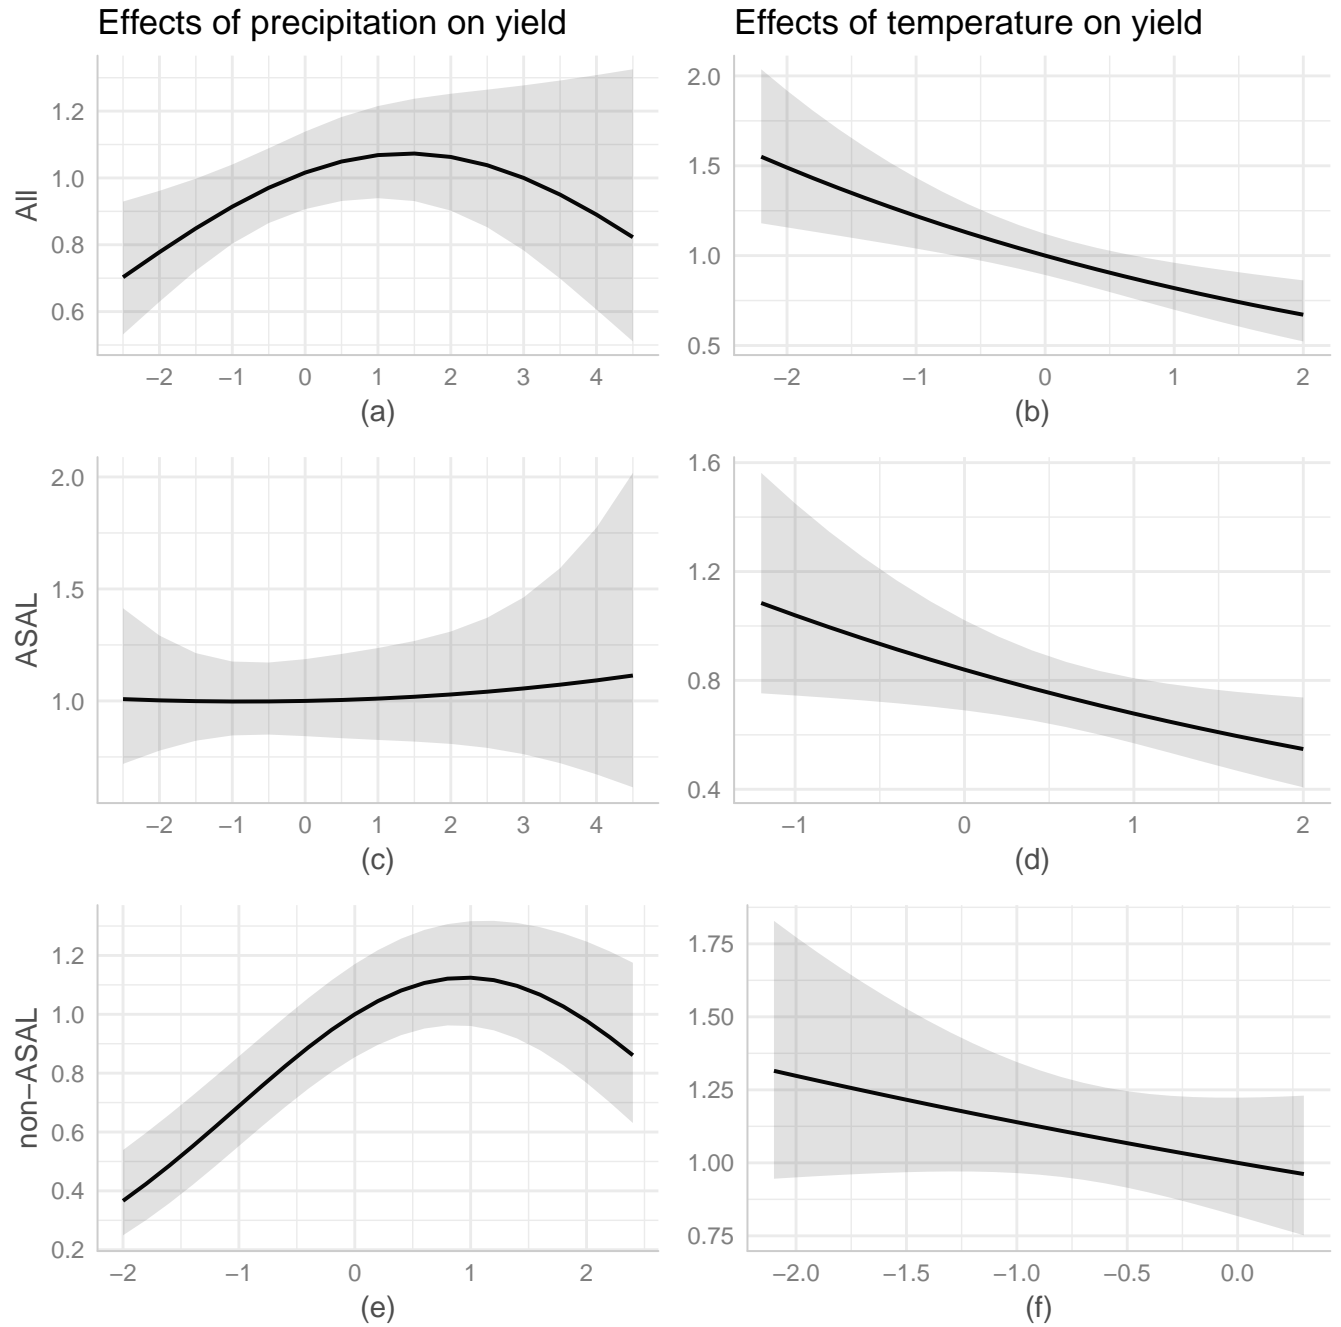 Effects of precipitation on yield
Effects of temperature on yield
All
1.2
1.0
0.8
0.6
−2 −1 0 1 2 3 4
(a)
2.0
1.5
1.0
0.5
−2 −1 0 1 2
(b)
ASAL
2.0
1.5
1.0
−2 −1 0 1 2 3 4
(c)
1.6
1.2
0.8
0.4
−1 0 1 2
(d)
non−ASAL
1.2
1.0
0.8
0.6
0.4
0.2
−2 −1 0 1 2
(e)
1.75
1.50
1.25
1.00
0.75
−2.0 −1.5 −1.0 −0.5 0.0
(f)